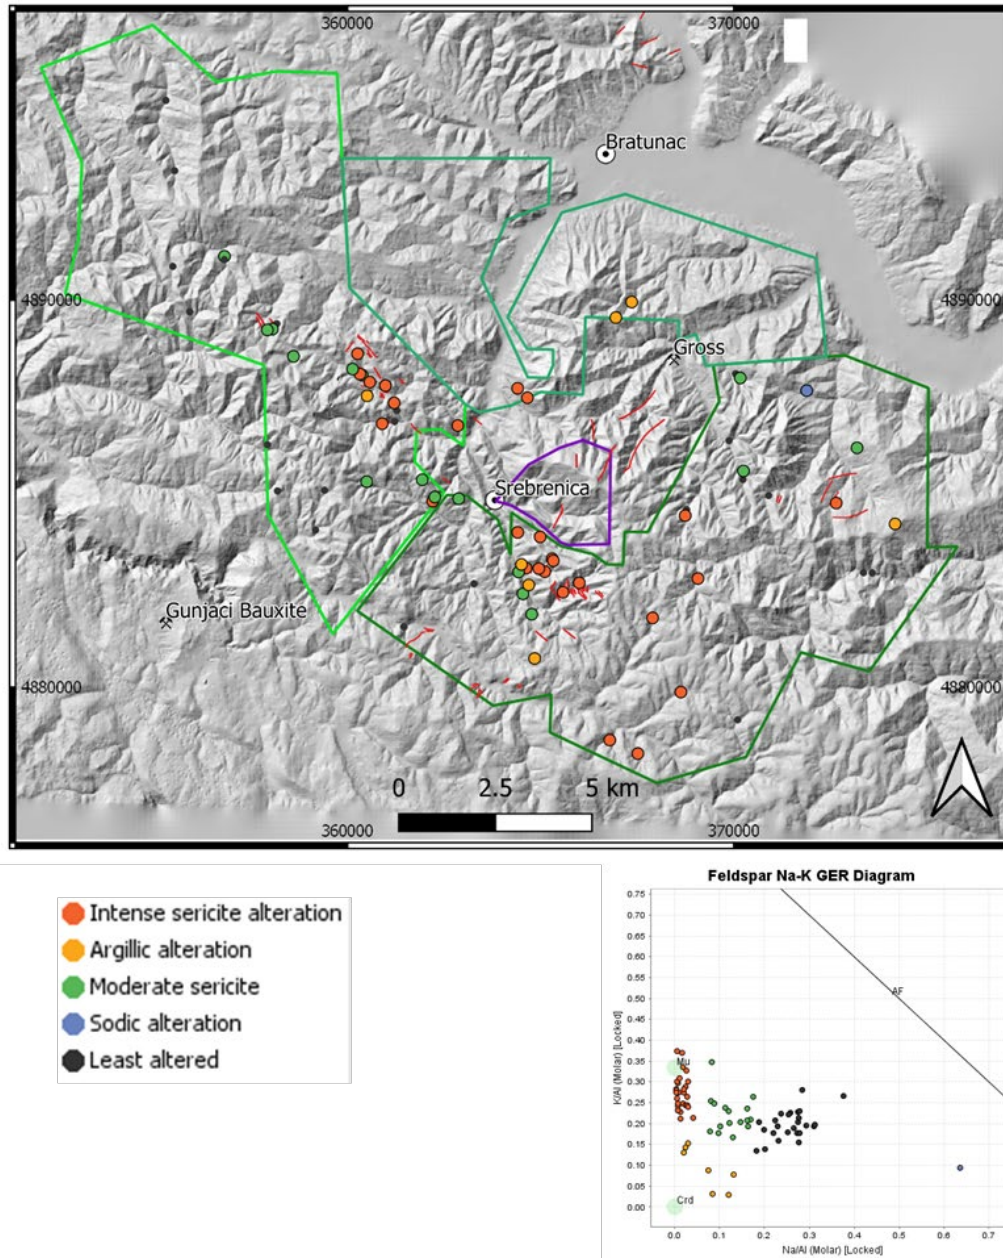 360000
370000
Bratunac
4890000
4890000
Gross
Srebrenica
Gunjaci Bauxite
4880000
4880000
0 2.5 5 km
360000
370000
Intense sericite alteration
Argillic alteration
Moderate sericite
Sodic alteration
Least altered
Feldspar Na-K GER Diagram
0.75
0.70
0.65
0.60
0.55
0.50
0.45
0.40
0.35
0.30
0.25
0.20
0.15
0.10
0.05
0.00
K/Al (Molar) [Locked]
AF
Mu
Crd
0.0 0.1 0.2 0.3 0.4 0.5 0.6 0.7
Na/Al (Molar) [Locked]